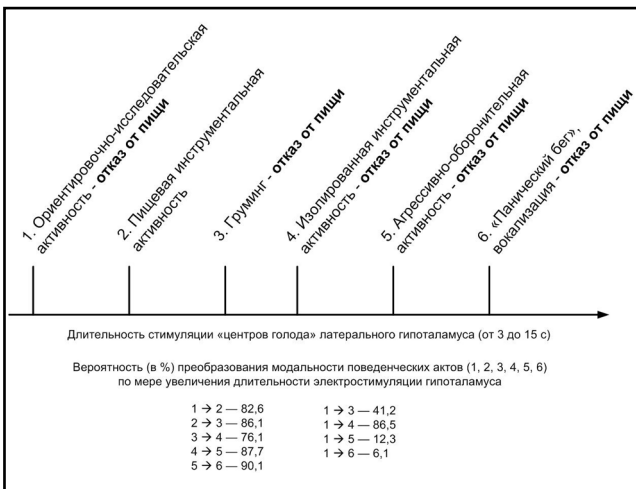 1. Ориентировочно-исследовательская
активность - отказ от пищи
2. Пищевая инструментальная
активность
3. Груминг - отказ от пищи
4. Изолированная инструментальная
активность - отказ от пищи
5. Агрессивно-оборонительная
активность - отказ от пищи
6. «Панический бег»,
вокализация - отказ от пищи
Длительность стимуляции «центров голода» латерального гипоталамуса (от 3 до 15 с)
Вероятность (в %) преобразования модальности поведенческих актов (1, 2, 3, 4, 5, 6)
по мере увеличения длительности электростимуляции гипоталамуса
1 → 2 — 82,6
2 → 3 — 86,1
3 → 4 — 76,1
4 → 5 — 87,7
5 → 6 — 90,1
1 → 3 — 41,2
1 → 4 — 86,5
1 → 5 — 12,3
1 → 6 — 6,1